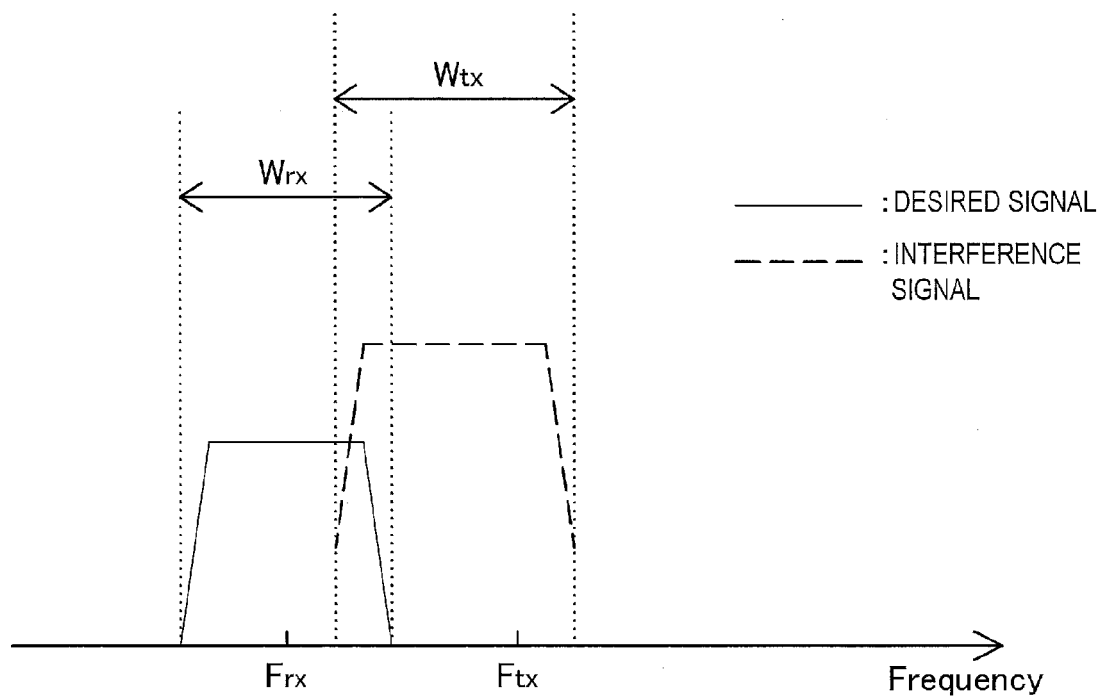 Wtx
Wrx
: DESIRED SIGNAL
: INTERFERENCE
SIGNAL
Frx
Ftx
Frequency